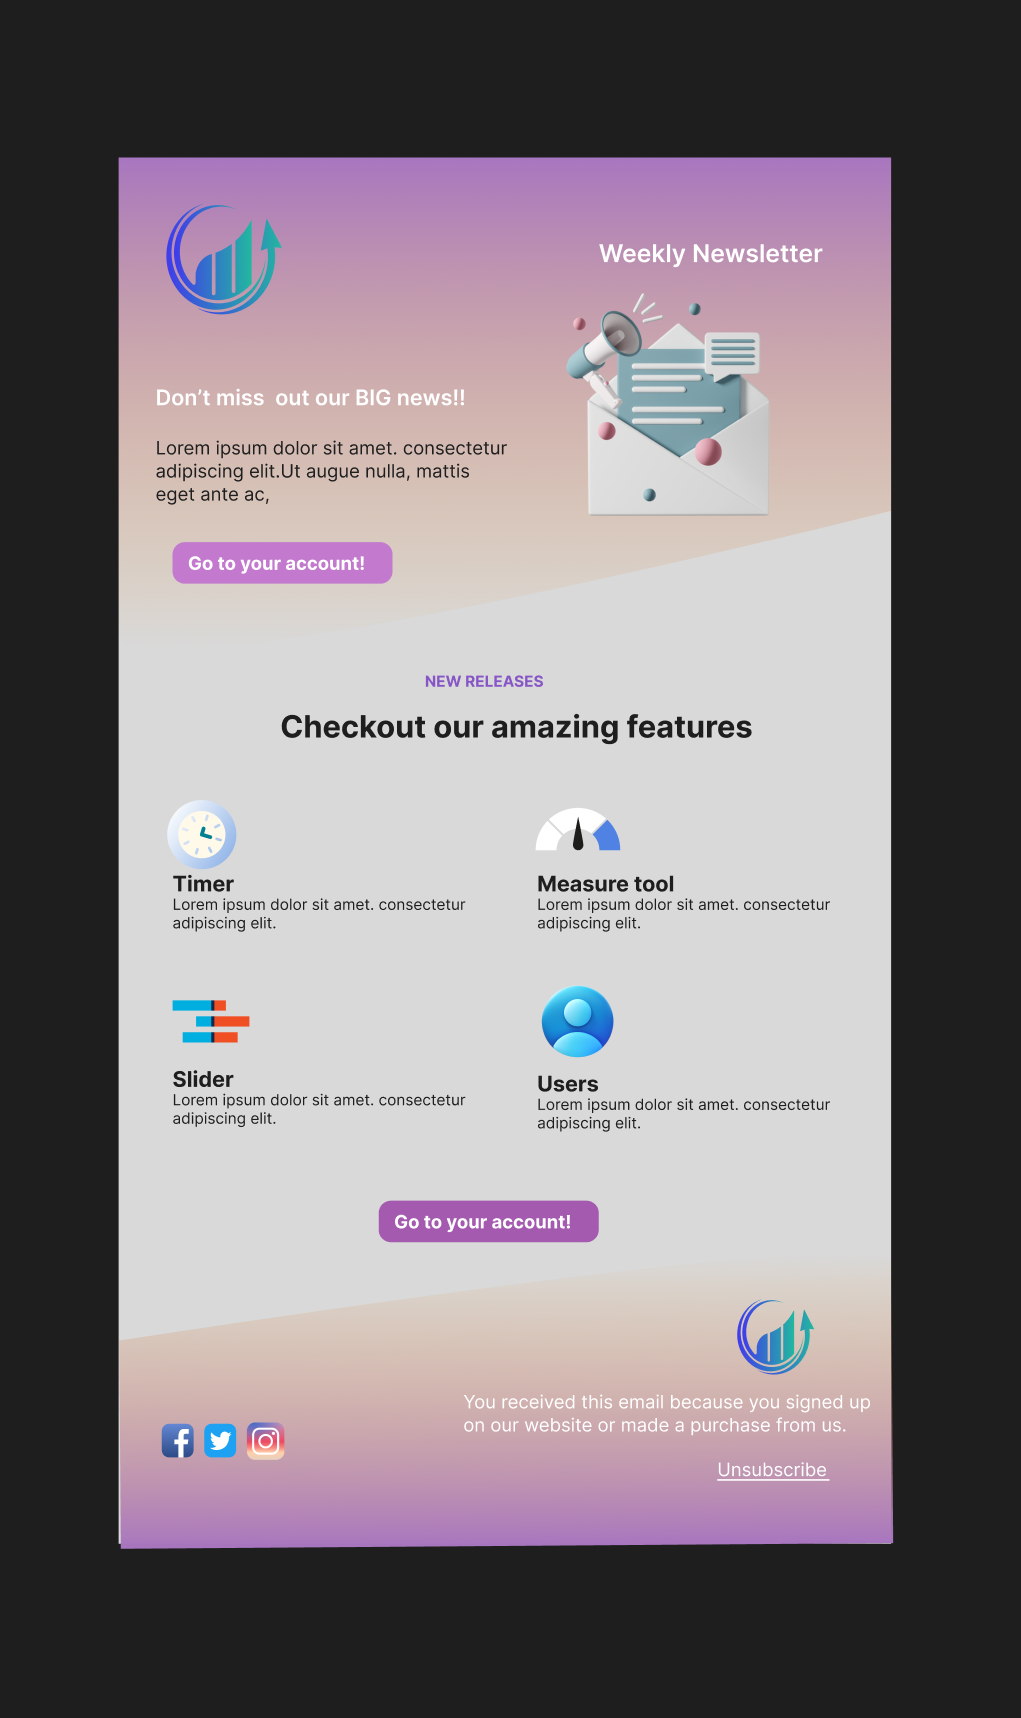 Weekly Newsletter
Don’t miss  out our BIG news!!
Lorem ipsum dolor sit amet. consectetur
adipiscing elit.Ut augue nulla, mattis
eget ante ac,
Go to your account!
NEW RELEASES
Checkout our amazing features
Timer
Lorem ipsum dolor sit amet. consectetur
adipiscing elit.
Measure tool
Lorem ipsum dolor sit amet. consectetur
adipiscing elit.
Slider
Lorem ipsum dolor sit amet. consectetur
adipiscing elit.
Users
Lorem ipsum dolor sit amet. consectetur
adipiscing elit.
Go to your account!
You received this email because you signed up
on our website or made a purchase from us.
Unsubscribe